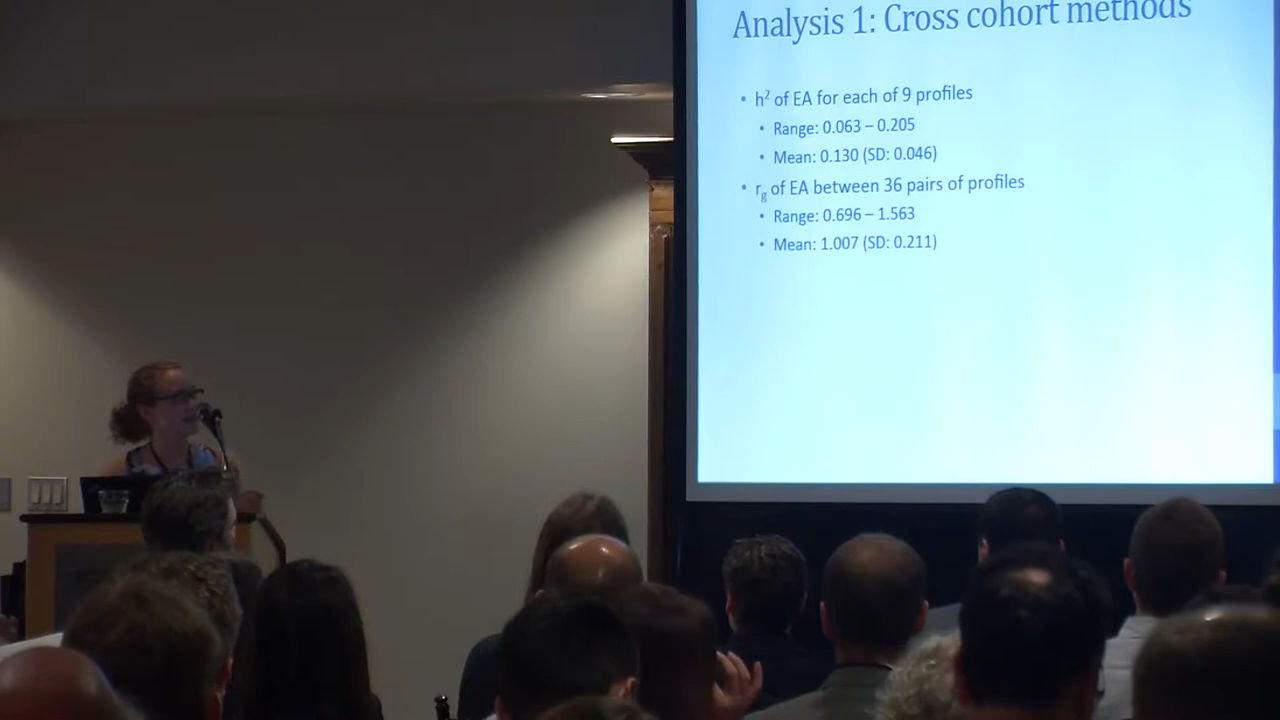 Analysis 1: Cross cohort methods
• h² of EA for each of 9 profiles
• Range: 0.063 – 0.205
• Mean: 0.130 (SD: 0.046)
• rg of EA between 36 pairs of profiles
• Range: 0.696 – 1.563
• Mean: 1.007 (SD: 0.211)